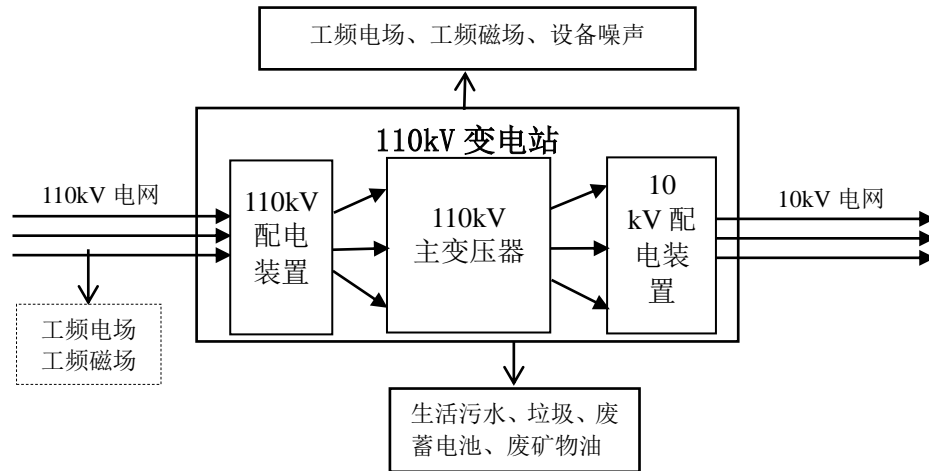 工频电场、工频磁场、设备噪声
110kV 变电站
110kV 电网
110kV
配电
装置
110kV
主变压器
10
kV 配
电装
置
10kV 电网
工频电场
工频磁场
生活污水、垃圾、废
蓄电池、废矿物油